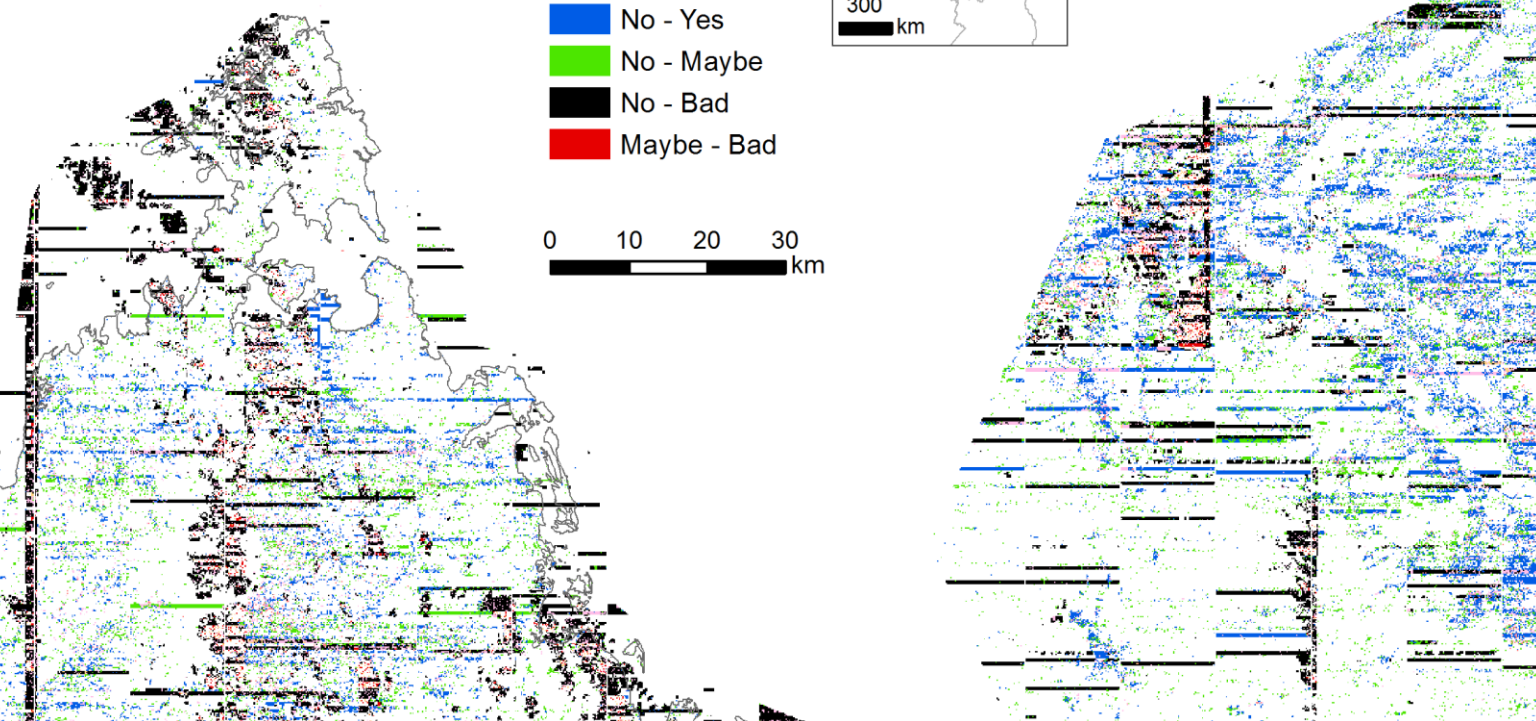 No - Yes
No - Maybe
No - Bad
Maybe - Bad
300
km
0 10 20 30
km